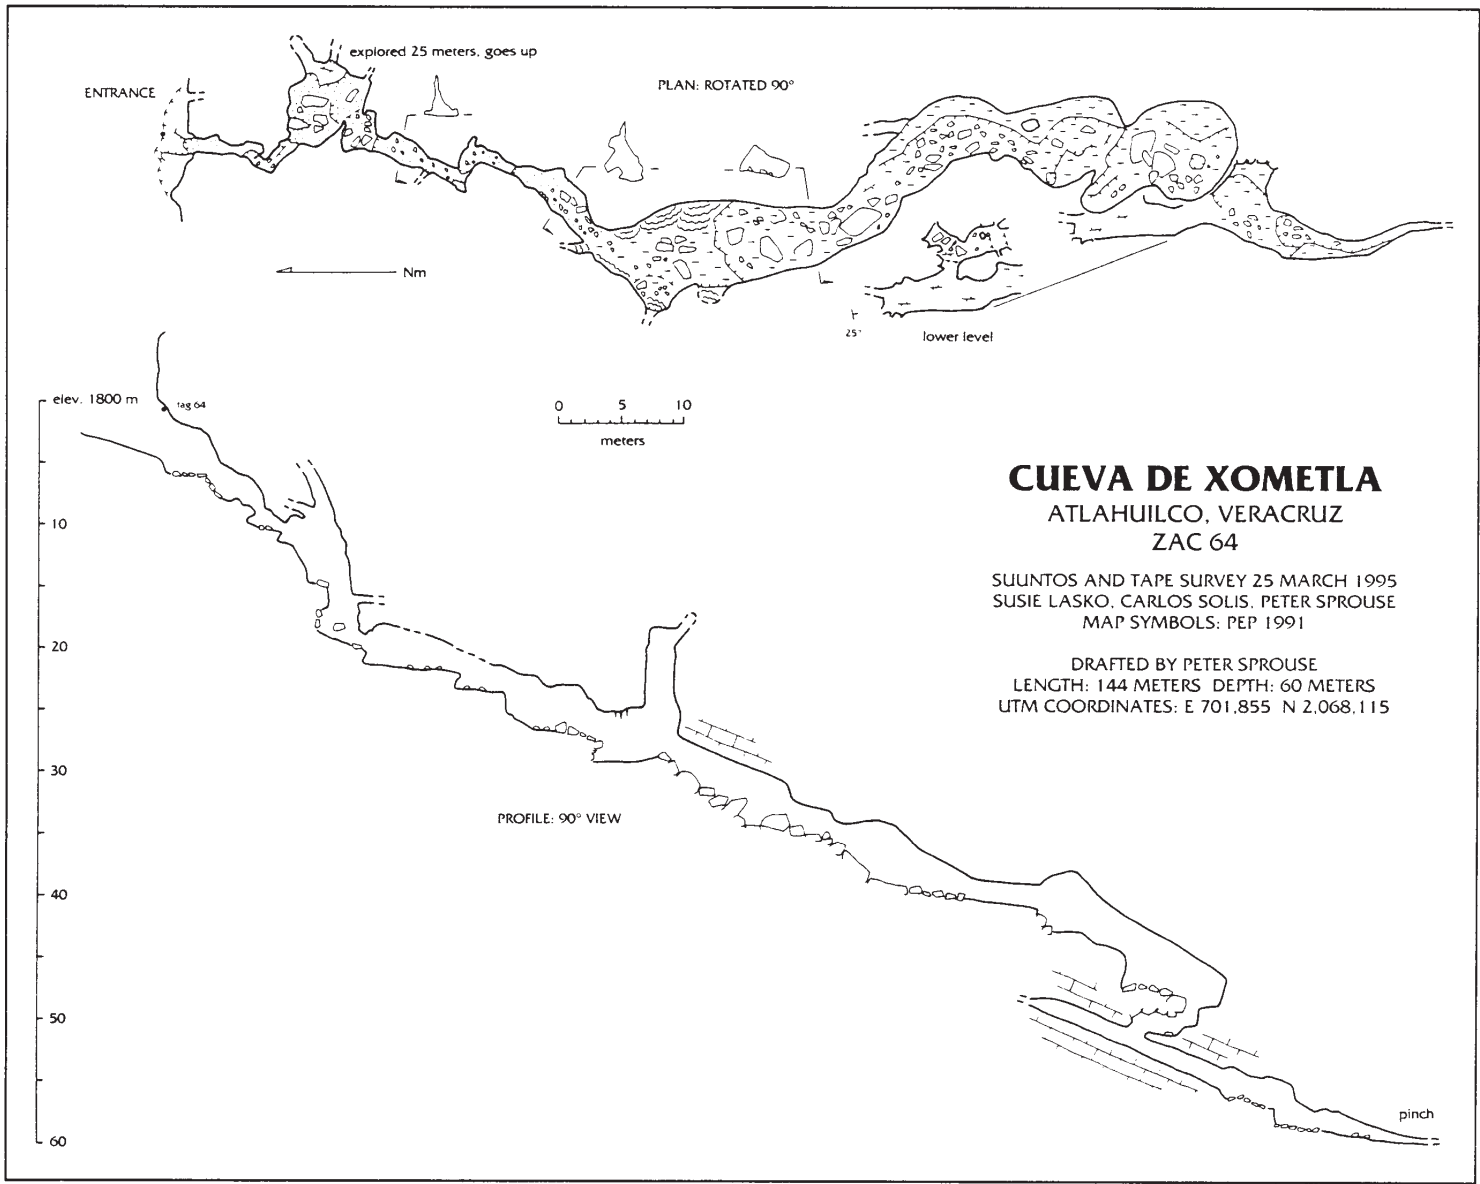 explored 25 meters, goes up
ENTRANCE
PLAN: ROTATED 90°
Nm
25°
lower level
elev. 1800 m
tag 64
0 5 10
meters
10
20
30
40
50
60
CUEVA DE XOMETLA
ATLAHUILCO, VERACRUZ
ZAC 64
SUUNTOS AND TAPE SURVEY 25 MARCH 1995
SUSIE LASKO, CARLOS SOLIS, PETER SPROUSE
MAP SYMBOLS: PEP 1991
DRAFTED BY PETER SPROUSE
LENGTH: 144 METERS DEPTH: 60 METERS
UTM COORDINATES: E 701,855 N 2,068,115
PROFILE: 90° VIEW
pinch